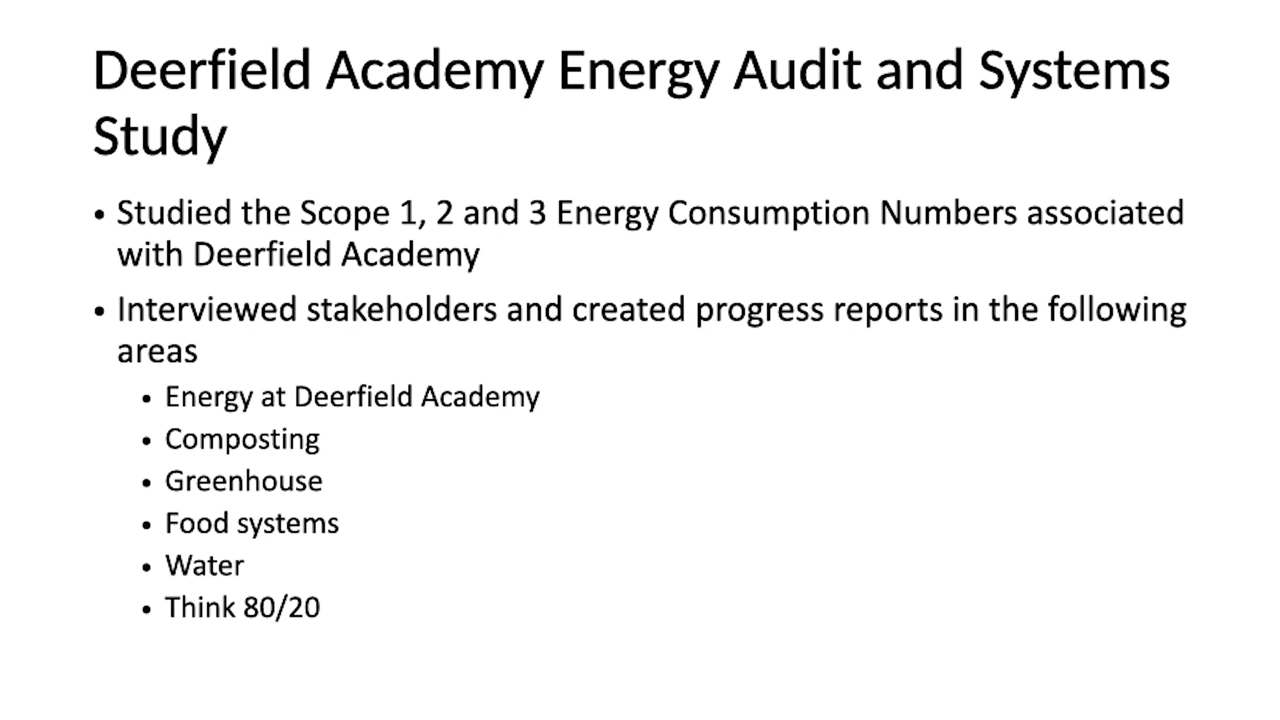 Deerfield Academy Energy Audit and Systems
Study
• Studied the Scope 1, 2 and 3 Energy Consumption Numbers associated
with Deerfield Academy
• Interviewed stakeholders and created progress reports in the following
areas
• Energy at Deerfield Academy
• Composting
• Greenhouse
• Food systems
• Water
• Think 80/20